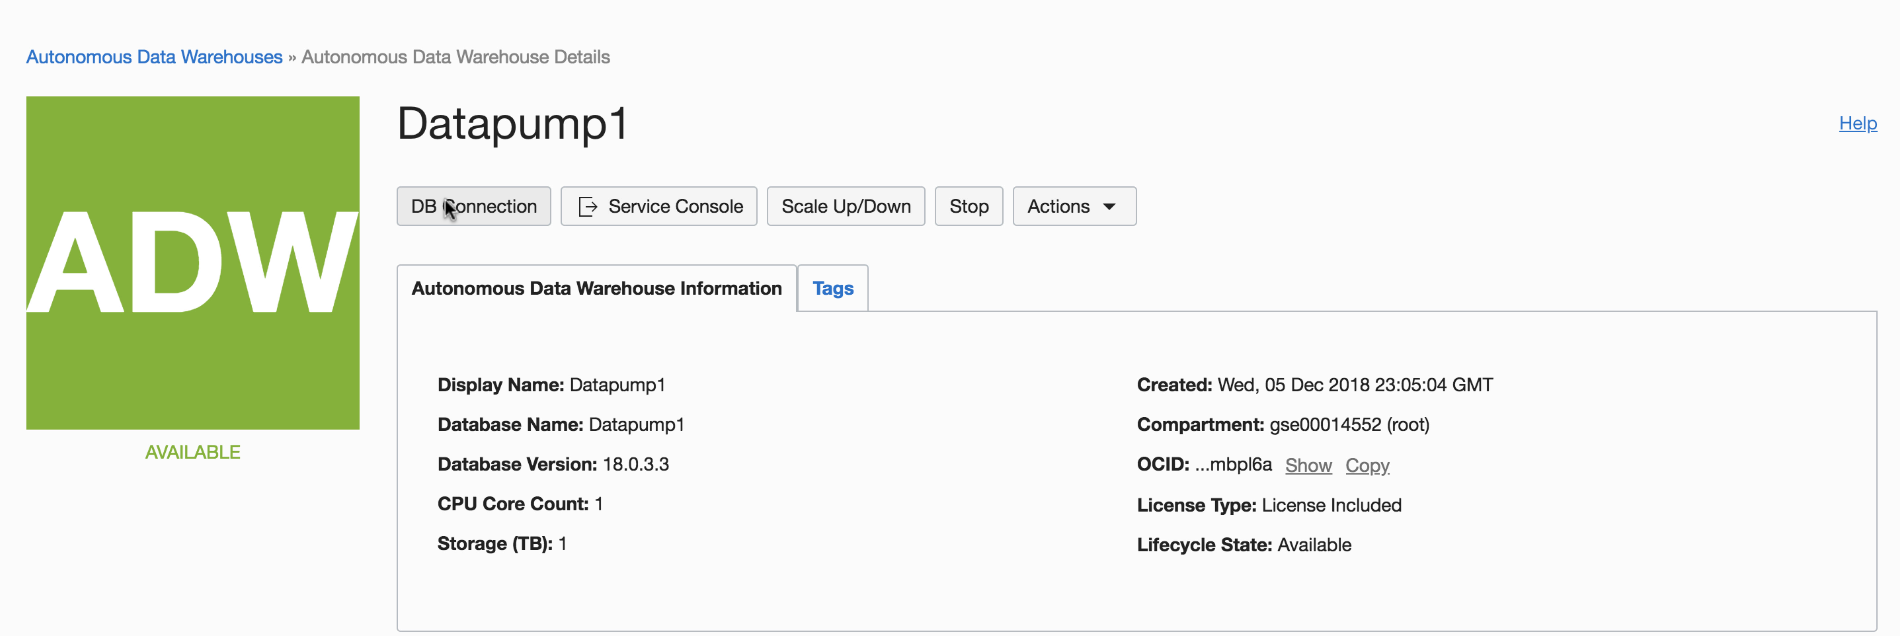 Autonomous Data Warehouses » Autonomous Data Warehouse Details
ADW
AVAILABLE
Datapump1
Help
DB Connection
Service Console
Scale Up/Down
Stop
Actions
Autonomous Data Warehouse Information
Tags
Display Name: Datapump1
Database Name: Datapump1
Database Version: 18.0.3.3
CPU Core Count: 1
Storage (TB): 1
Created: Wed, 05 Dec 2018 23:05:04 GMT
Compartment: gse00014552 (root)
OCID: ...mbpl6a Show Copy
License Type: License Included
Lifecycle State: Available